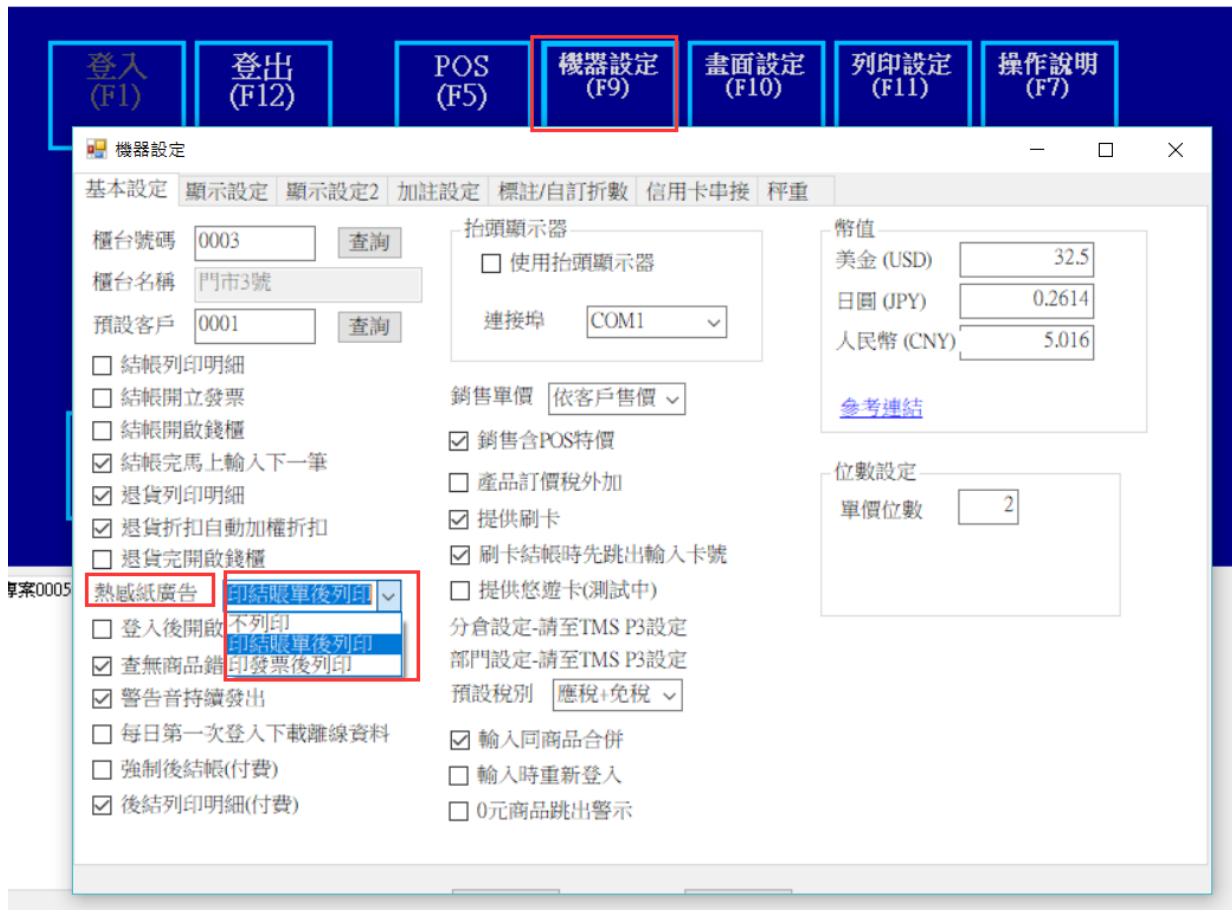 登入
(F1)
登出
(F12)
POS
(F5)
機器設定
(F9)
畫面設定
(F10)
列印設定
(F11)
操作說明
(F7)
機器設定
基本設定 顯示設定 顯示設定2 加註設定 標註/自訂折數 信用卡串接 秤重
櫃台號碼 0003 查詢
櫃台名稱 門市3號
預設客戶 0001 查詢
結帳列印明細
結帳開立發票
結帳開啟錢櫃
結帳完馬上輸入下一筆
退貨列印明細
退貨折扣自動加權折扣
退貨完開啟錢櫃
專案0005
熱感紙廣告 印結賬單後列印
不列印
印結賬單後列印
印發票後列印
登入後開啟
查無商品錯
警告音持續發出
每日第一次登入下載離線資料
強制後結帳(付費)
後結列印明細(付費)
抬頭顯示器
使用抬頭顯示器
連接埠 COM1
銷售單價 依客戶售價
銷售含POS特價
產品訂價稅外加
提供刷卡
刷卡結帳時先跳出輸入卡號
提供悠遊卡(測試中)
分倉設定-請至TMS P3設定
部門設定-請至TMS P3設定
預設稅別 應稅+免稅
輸入同商品合併
輸入時重新登入
0元商品跳出警示
幣值
美金 (USD) 32.5
日圓 (JPY) 0.2614
人民幣 (CNY) 5.016
參考連結
位數設定
單價位數 2